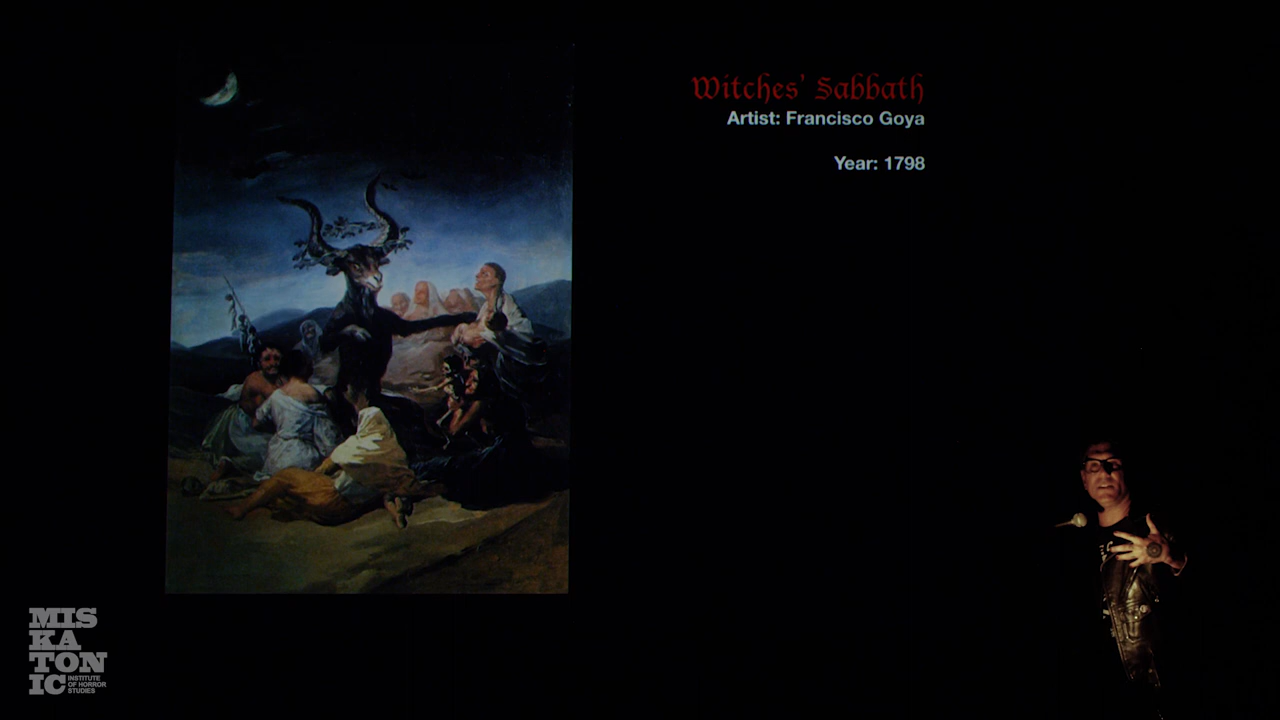 Witches' Sabbath
Artist: Francisco Goya
Year: 1798
MIS
KA
TON
IC INSTITUTE
OF HORROR
STUDIES